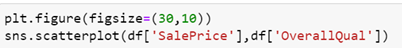 plt.figure(figsize=(30,10))
sns.scatterplot(df['SalePrice'],df['OverallQual'])